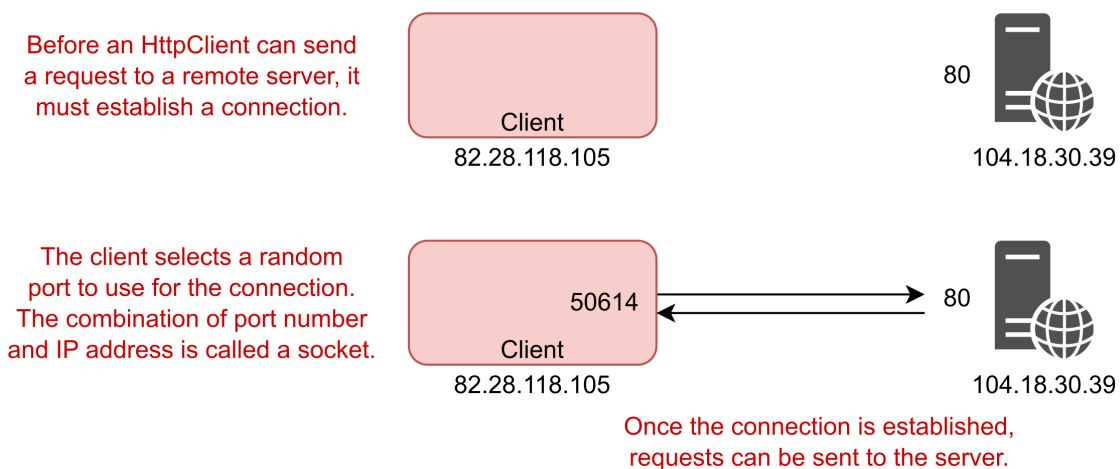 Before an HttpClient can send
a request to a remote server, it
must establish a connection.
Client
82.28.118.105
80
104.18.30.39
The client selects a random
port to use for the connection.
The combination of port number
and IP address is called a socket.
50614
Client
82.28.118.105
80
104.18.30.39
Once the connection is established,
requests can be sent to the server.